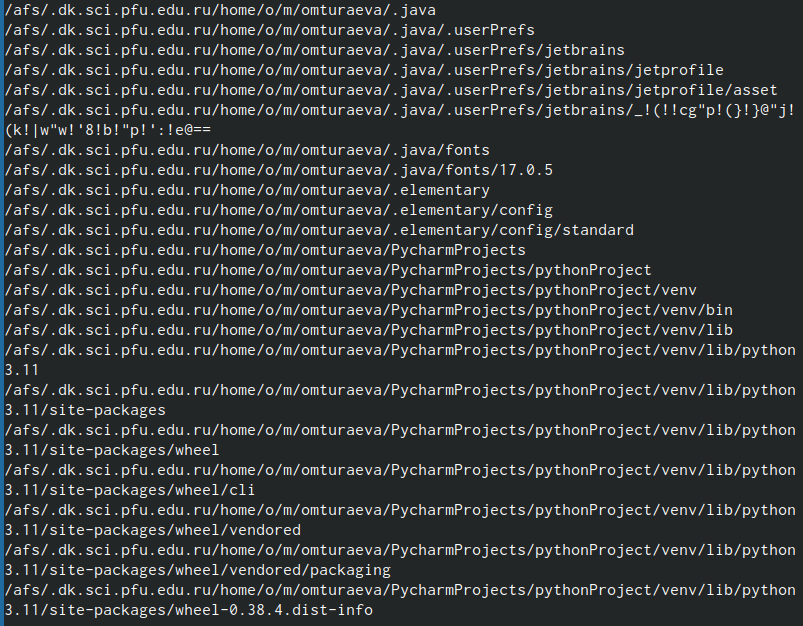 /afs/.dk.sci.pfu.edu.ru/home/o/m/omturaeva/.java
/afs/.dk.sci.pfu.edu.ru/home/o/m/omturaeva/.java/.userPrefs
/afs/.dk.sci.pfu.edu.ru/home/o/m/omturaeva/.java/.userPrefs/jetbrains
/afs/.dk.sci.pfu.edu.ru/home/o/m/omturaeva/.java/.userPrefs/jetbrains/jetprofile
/afs/.dk.sci.pfu.edu.ru/home/o/m/omturaeva/.java/.userPrefs/jetbrains/jetprofile/asset
/afs/.dk.sci.pfu.edu.ru/home/o/m/omturaeva/.java/.userPrefs/jetbrains/_!(!!cg"p!(}!}@"j!
(k!|w"w!'8!b!"p!':!e@==
/afs/.dk.sci.pfu.edu.ru/home/o/m/omturaeva/.java/fonts
/afs/.dk.sci.pfu.edu.ru/home/o/m/omturaeva/.java/fonts/17.0.5
/afs/.dk.sci.pfu.edu.ru/home/o/m/omturaeva/.elementary
/afs/.dk.sci.pfu.edu.ru/home/o/m/omturaeva/.elementary/config
/afs/.dk.sci.pfu.edu.ru/home/o/m/omturaeva/.elementary/config/standard
/afs/.dk.sci.pfu.edu.ru/home/o/m/omturaeva/PycharmProjects
/afs/.dk.sci.pfu.edu.ru/home/o/m/omturaeva/PycharmProjects/pythonProject
/afs/.dk.sci.pfu.edu.ru/home/o/m/omturaeva/PycharmProjects/pythonProject/venv
/afs/.dk.sci.pfu.edu.ru/home/o/m/omturaeva/PycharmProjects/pythonProject/venv/bin
/afs/.dk.sci.pfu.edu.ru/home/o/m/omturaeva/PycharmProjects/pythonProject/venv/lib
/afs/.dk.sci.pfu.edu.ru/home/o/m/omturaeva/PycharmProjects/pythonProject/venv/lib/python
3.11
/afs/.dk.sci.pfu.edu.ru/home/o/m/omturaeva/PycharmProjects/pythonProject/venv/lib/python
3.11/site-packages
/afs/.dk.sci.pfu.edu.ru/home/o/m/omturaeva/PycharmProjects/pythonProject/venv/lib/python
3.11/site-packages/wheel
/afs/.dk.sci.pfu.edu.ru/home/o/m/omturaeva/PycharmProjects/pythonProject/venv/lib/python
3.11/site-packages/wheel/cli
/afs/.dk.sci.pfu.edu.ru/home/o/m/omturaeva/PycharmProjects/pythonProject/venv/lib/python
3.11/site-packages/wheel/vendored
/afs/.dk.sci.pfu.edu.ru/home/o/m/omturaeva/PycharmProjects/pythonProject/venv/lib/python
3.11/site-packages/wheel/vendored/packaging
/afs/.dk.sci.pfu.edu.ru/home/o/m/omturaeva/PycharmProjects/pythonProject/venv/lib/python
3.11/site-packages/wheel-0.38.4.dist-info